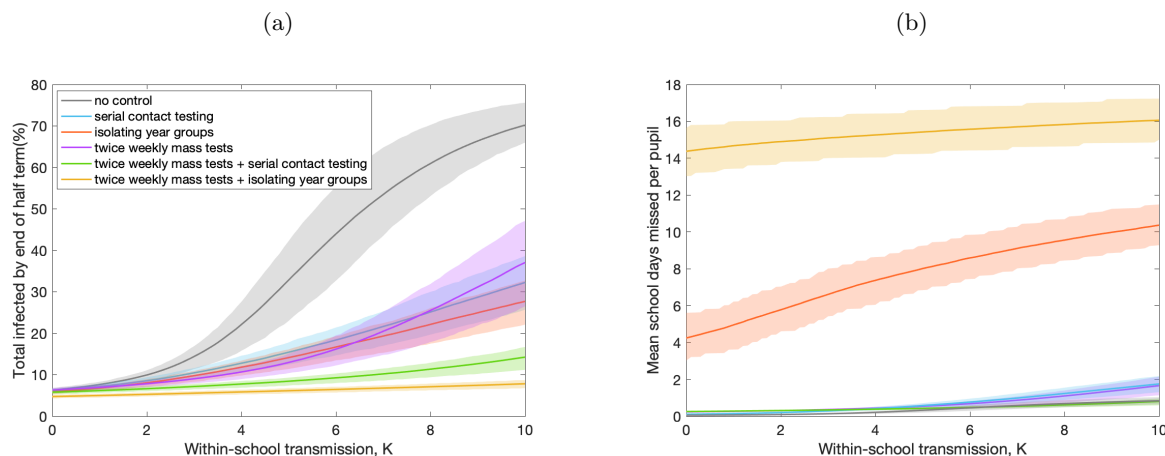 (a)
(b)
Total infected by end of half term(%)
80
70
60
50
40
30
20
10
0
no control
serial contact testing
isolating year groups
twice weekly mass tests
twice weekly mass tests + serial contact testing
twice weekly mass tests + isolating year groups
0 2 4 6 8 10
Within-school transmission, K
Mean school days missed per pupil
18
16
14
12
10
8
6
4
2
0
0 2 4 6 8 10
Within-school transmission, K